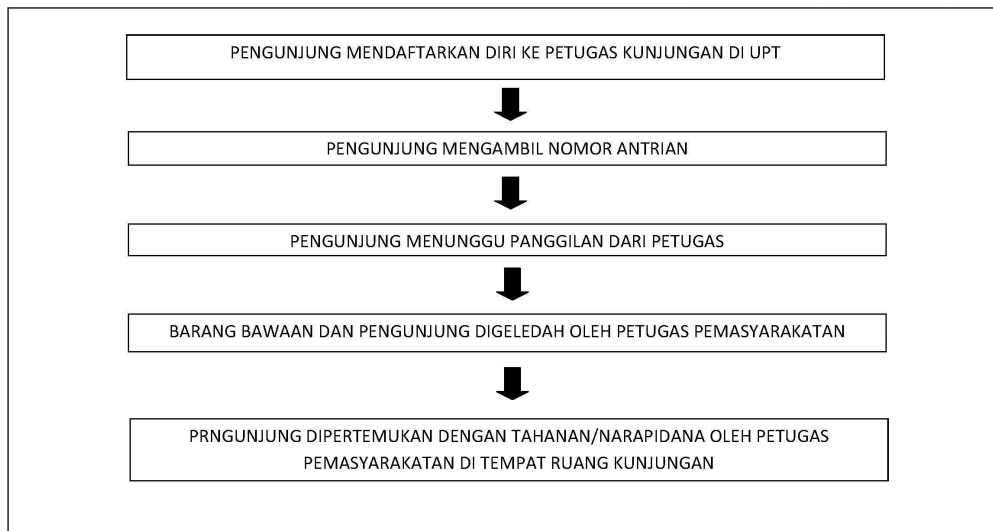 PENGUNJUNG MENDAFTARKAN DIRI KE PETUGAS KUNJUNGAN DI UPT
PENGUNJUNG MENGAMBIL NOMOR ANTRIAN
PENGUNJUNG MENUNGGU PANGGILAN DARI PETUGAS
BARANG BAWAAN DAN PENGUNJUNG DIGELEDAH OLEH PETUGAS PEMASYARAKATAN
PRNGUNJUNG DIPERTEMUKAN DENGAN TAHANAN/NARAPIDANA OLEH PETUGAS
PEMASYARAKATAN DI TEMPAT RUANG KUNJUNGAN